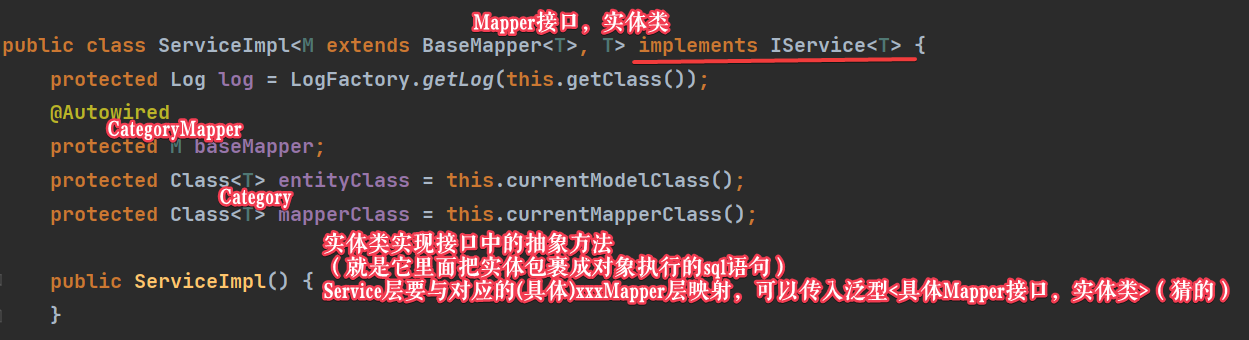 Mapper接口，实体类
public class ServiceImpl<M extends BaseMapper<T>, T> implements IService<T> {
protected Log log = LogFactory.getLog(this.getClass());
@Autowired
CategoryMapper
protected M baseMapper;
protected Class<T> entityClass = this.currentModelClass();
Category
protected Class<T> mapperClass = this.currentMapperClass();
实体类实现接口中的抽象方法
（就是它里面把实体包裹成对象执行的sql语句）
public ServiceImpl() {
Service层要与对应的(具体)xxxMapper层映射，可以传入泛型<具体Mapper接口，实体类>（猜的）
}